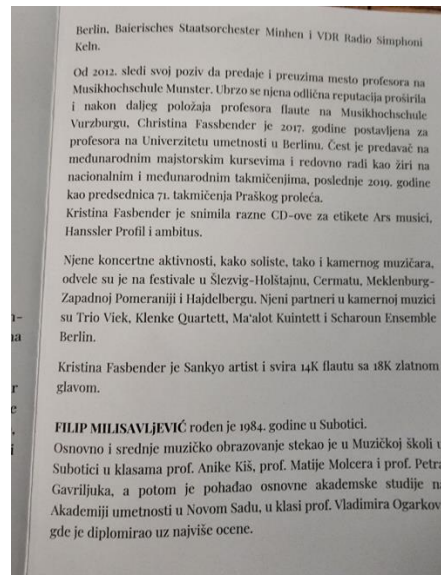 Berlin, Baierisches Staatsorchester Minhen i VDR Radio Simphoni
Keln.
Od 2012. sledi svoj poziv da predaje i preuzima mesto profesora na
Musikhochschule Munster. Ubrzo se njena odlična reputacija proširila
i nakon daljeg položaja profesora flaute na Musikhochschule
Vurzburgu, Christina Fassbender je 2017. godine postavljena za
profesora na Univerzitetu umetnosti u Berlinu. Čest je predavač na
međunarodnim majstorskim kursevima i redovno radi kao žiri na
nacionalnim i međunarodnim takmičenjima, poslednje 2019. godine
kao predsednica 71. takmičenja Praškog proleća.
Kristina Fasbender je snimila razne CD-ove za etikete Ars musici,
Hanssler Profil i ambitus.
Njene koncertne aktivnosti, kako soliste, tako i kamernog muzičara,
odvele su je na festivale u Šlezvig-Holštajnu, Cermatu, Meklenburg-
Zapadnoj Pomeraniji i Hajdelbergu. Njeni partneri u kamernoj muzici
su Trio Viek, Klenke Quartett, Ma'alot Kuintett i Scharoun Ensemble
Berlin.
Kristina Fasbender je Sankyo artist i svira 14K flautu sa 18K zlatnom
glavom.
FILIP MILISAVLjEVIĆ rođen je 1984. godine u Subotici.
Osnovno i srednje muzičko obrazovanje stekao je u Muzičkoj školi u
Subotici u klasama prof. Anike Kiš, prof. Matije Molcera i prof. Petra
Gavriljuka, a potom je pohađao osnovne akademske studije na
Akademiji umetnosti u Novom Sadu, u klasi prof. Vladimira Ogarkov
gde je diplomirao uz najviše ocene.